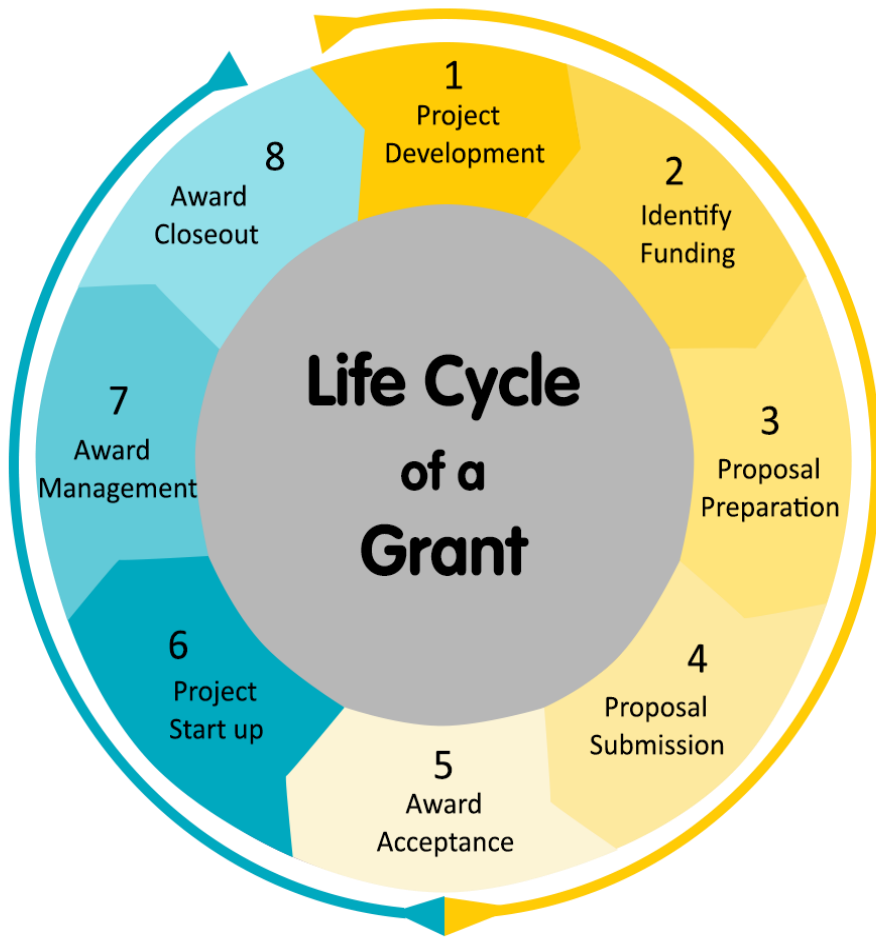 Life Cycle
of a
Grant
1
Project
Development
2
Identify
Funding
3
Proposal
Preparation
4
Proposal
Submission
5
Award
Acceptance
6
Project
Start up
7
Award
Management
8
Award
Closeout